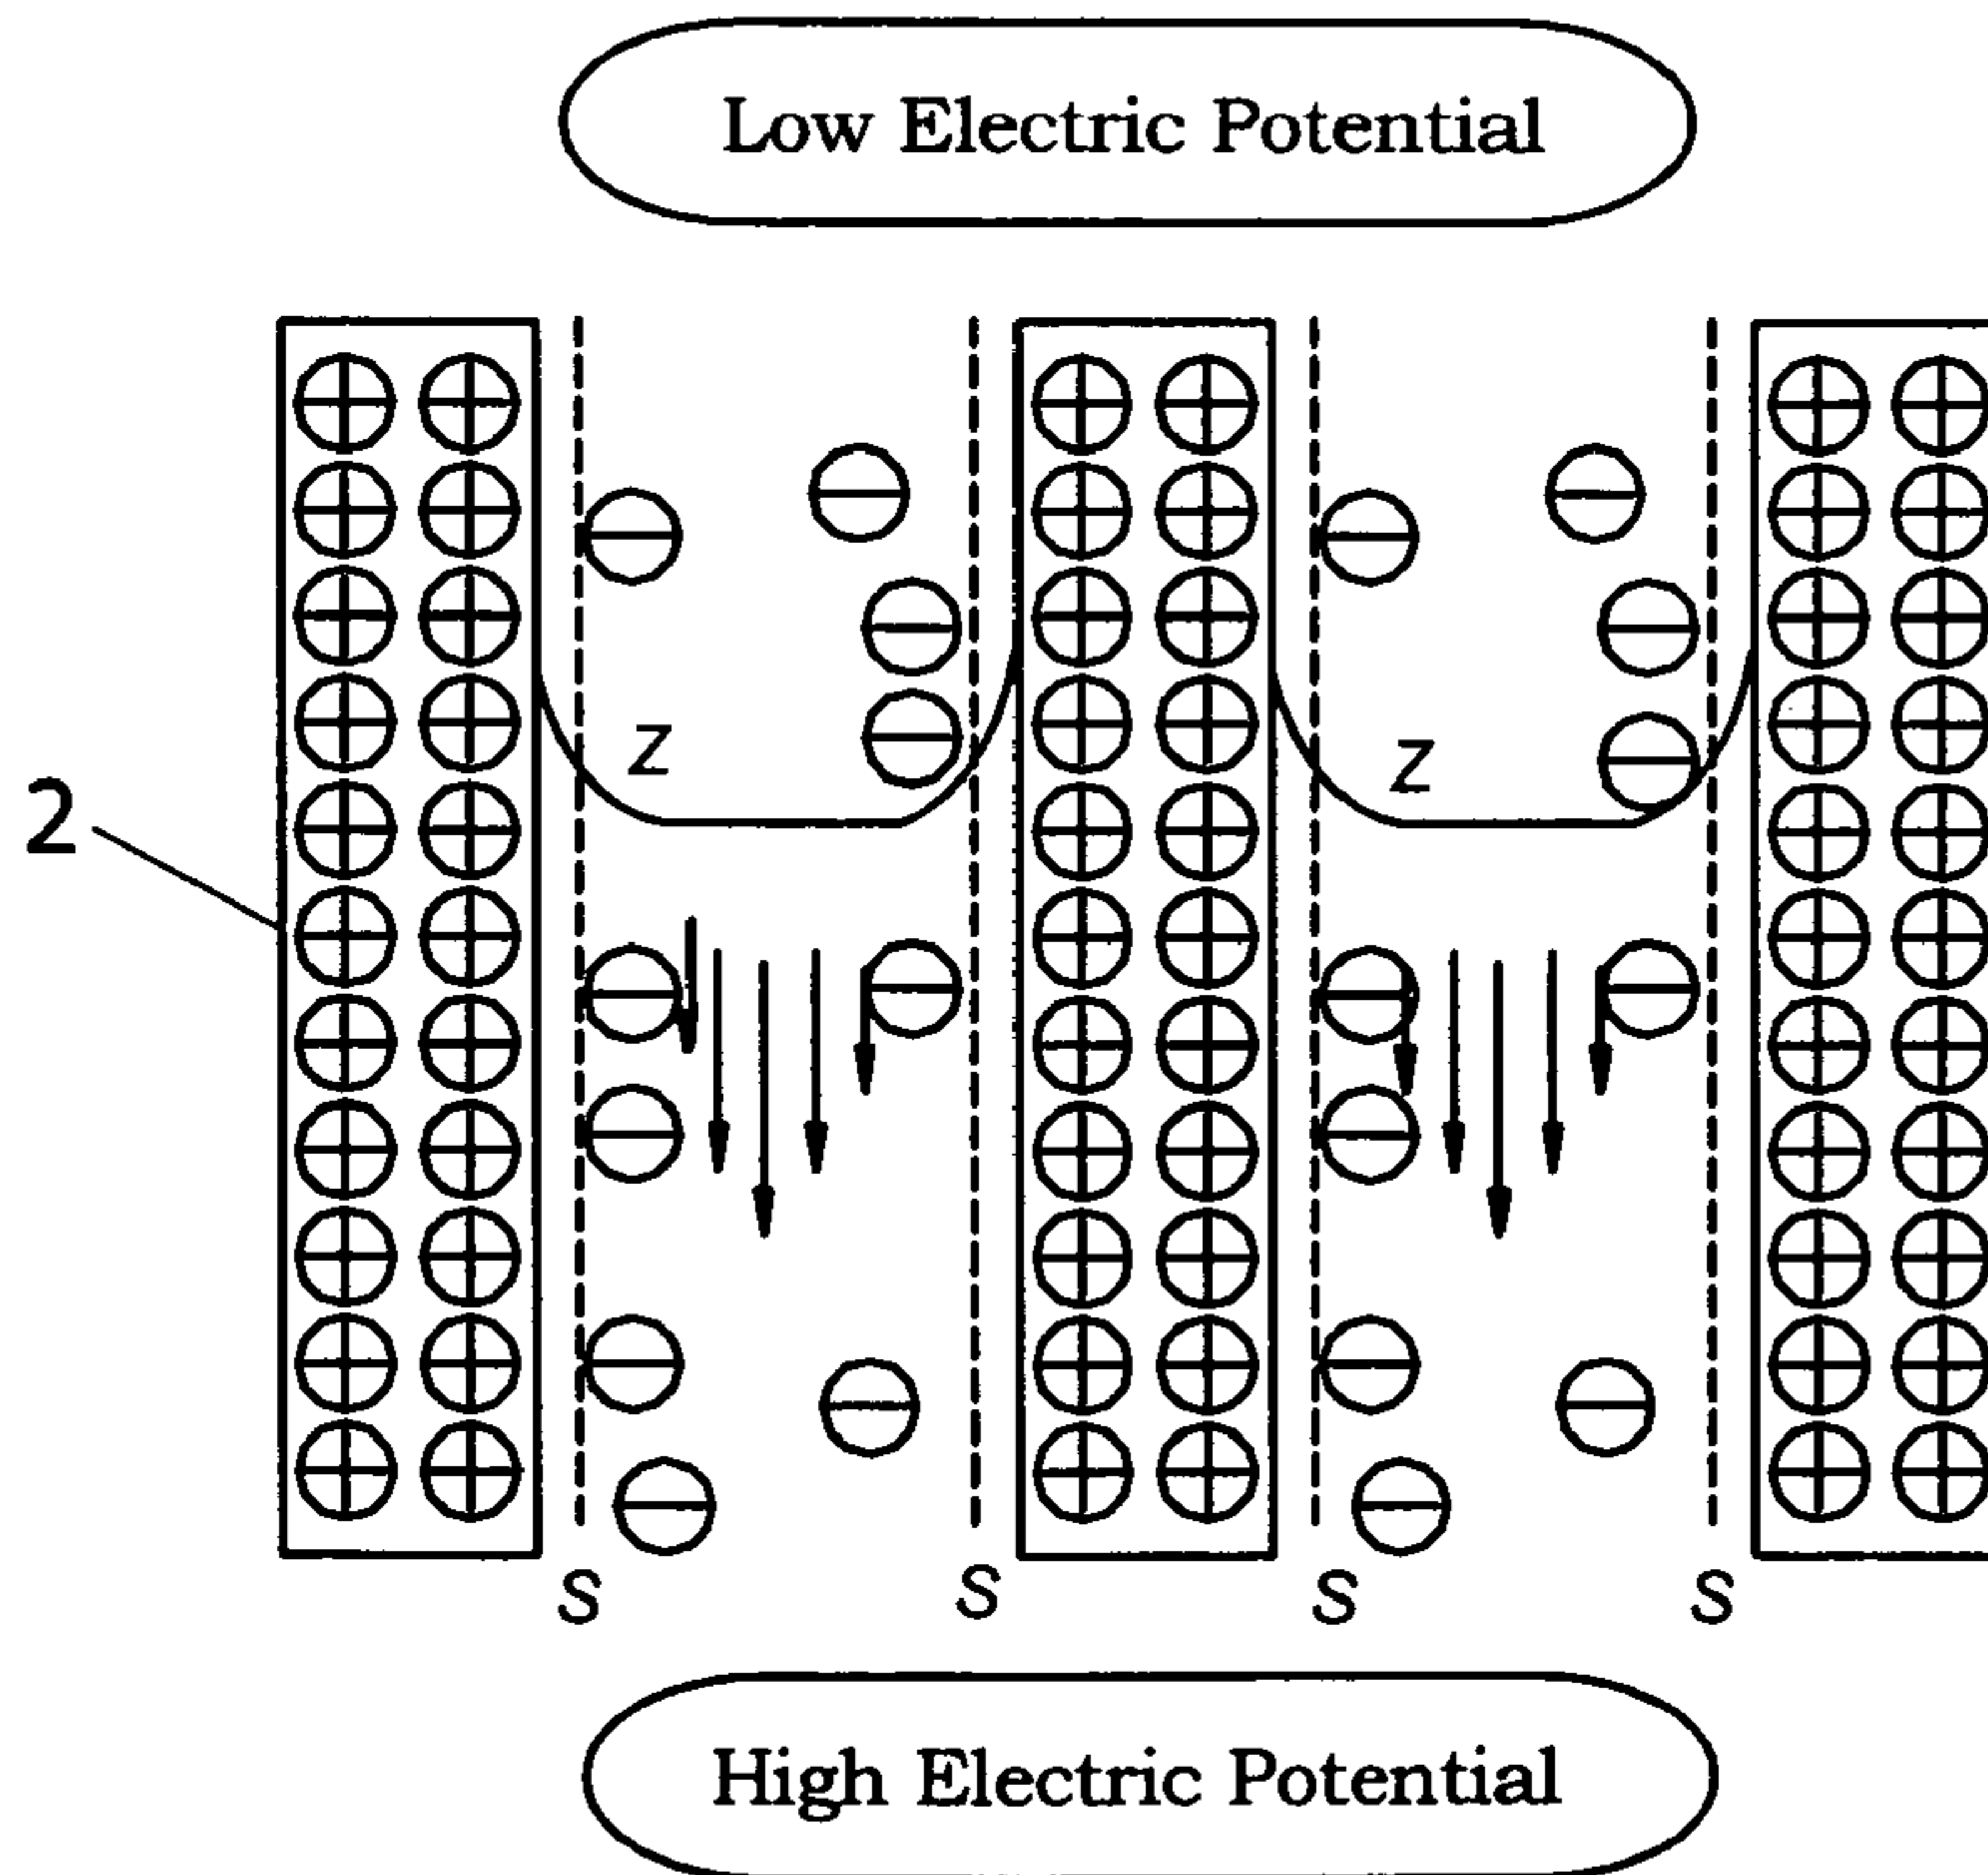 Low Electric Potential
z z
2
S S S S
High Electric Potential